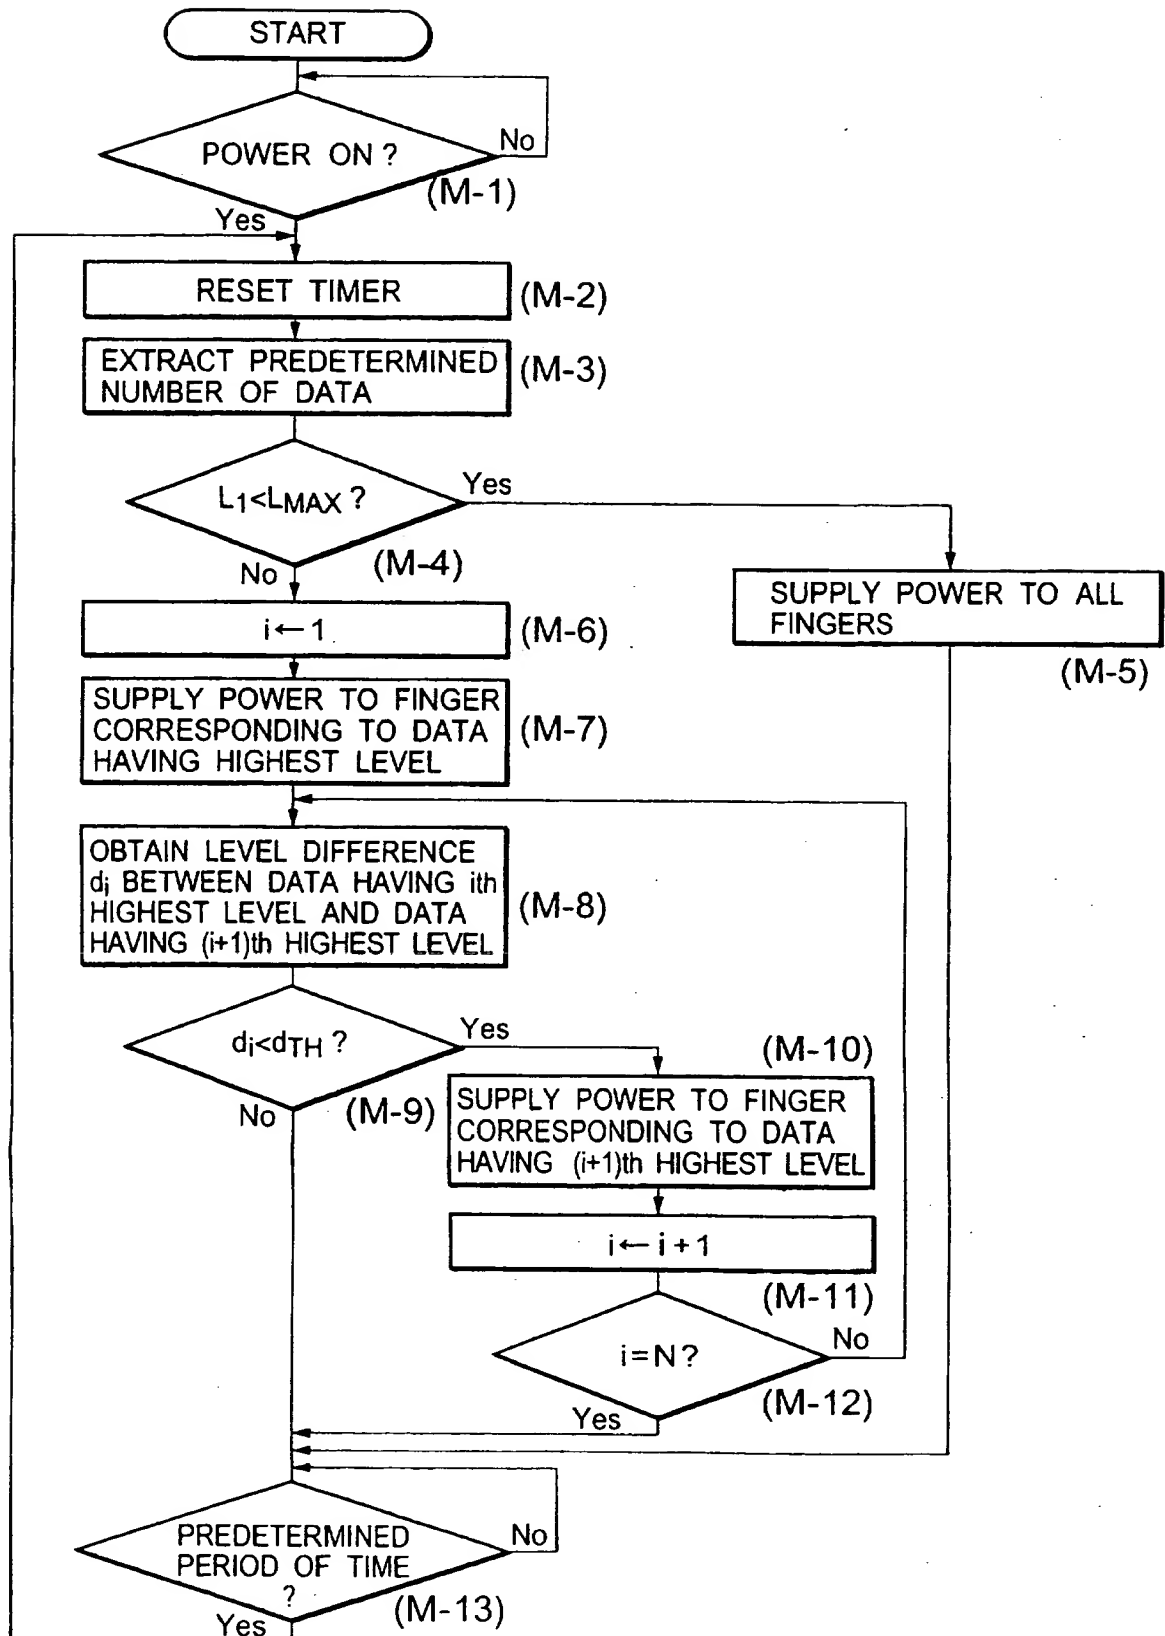 START
No
POWER ON ?
(M-1)
Yes
RESET TIMER
(M-2)
EXTRACT PREDETERMINED
NUMBER OF DATA
(M-3)
L1<LMAX ?
Yes
(M-4)
No
SUPPLY POWER TO ALL
FINGERS
(M-5)
i←1
(M-6)
SUPPLY POWER TO FINGER
CORRESPONDING TO DATA
HAVING HIGHEST LEVEL
(M-7)
OBTAIN LEVEL DIFFERENCE
di BETWEEN DATA HAVING ith
HIGHEST LEVEL AND DATA
HAVING (i+1)th HIGHEST LEVEL
(M-8)
di<dTH ?
Yes
(M-9)
No
(M-10)
SUPPLY POWER TO FINGER
CORRESPONDING TO DATA
HAVING (i+1)th HIGHEST LEVEL
i←i+1
(M-11)
i=N?
No
(M-12)
Yes
PREDETERMINED
PERIOD OF TIME
?
No
(M-13)
Yes